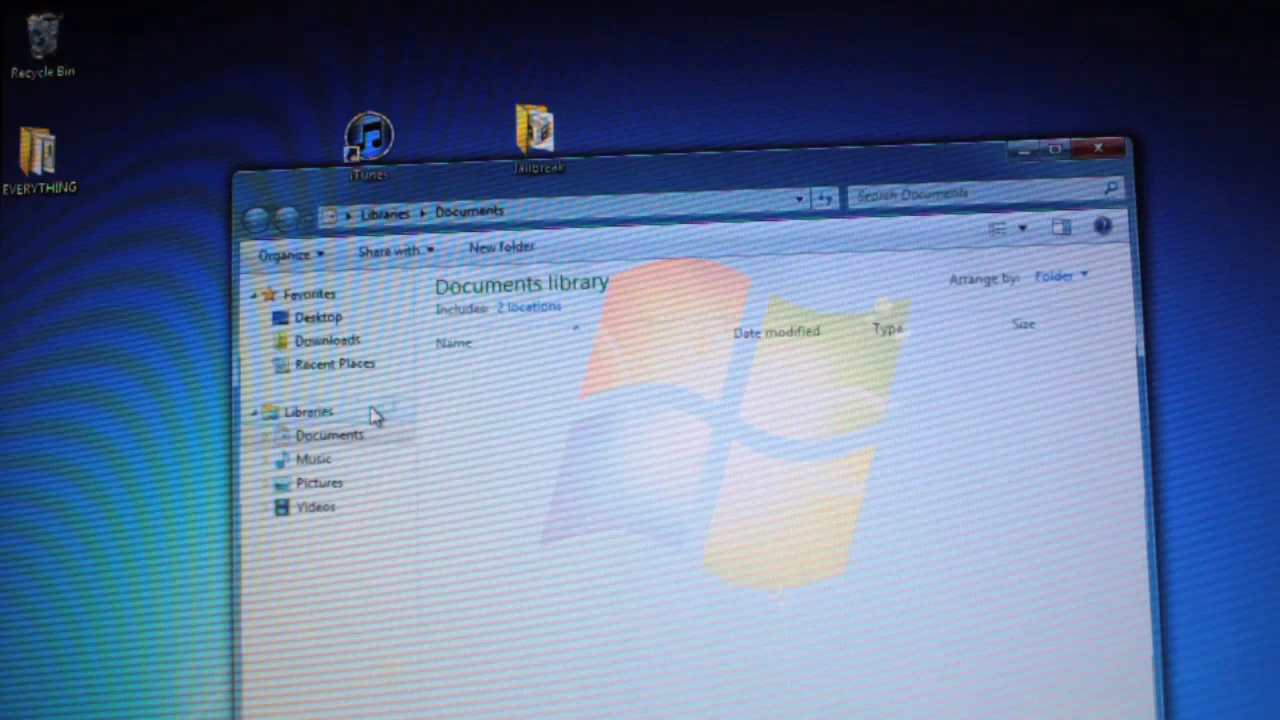 Recycle Bin
EVERYTHING
iTunes
Jailbreak
Libraries
Documents
Search Documents
Organize
Share with
New folder
Documents library
Includes: 2 locations
Arrange by: Folder
Name
Date modified
Type
Size
Favorites
Desktop
Downloads
Recent Places
Libraries
Documents
Music
Pictures
Videos